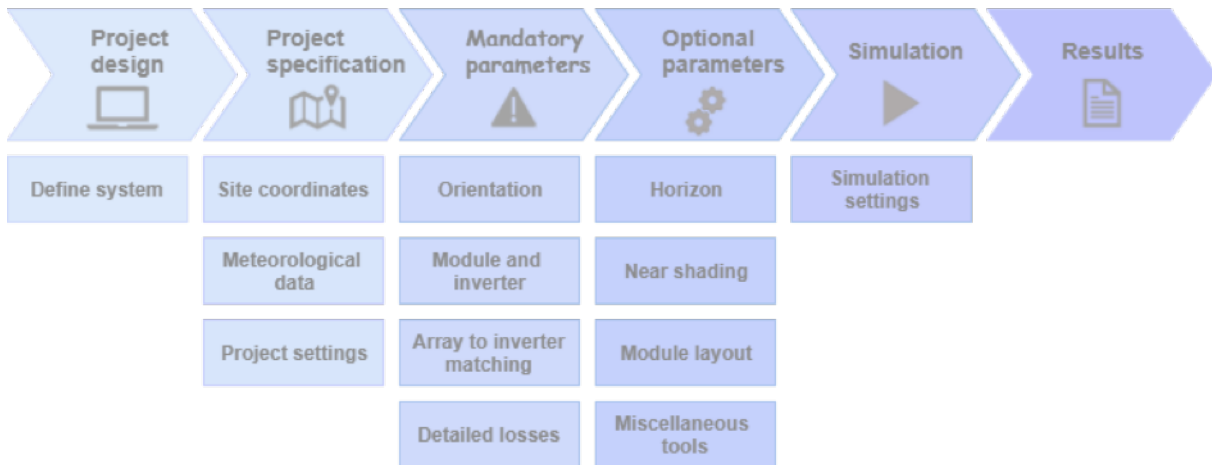 Project
design
Project
specification
Mandatory
parameters
Optional
parameters
Simulation
Results
Define system
Site coordinates
Orientation
Horizon
Simulation
settings
Meteorological
data
Module and
inverter
Near shading
Project settings
Array to inverter
matching
Module layout
Detailed losses
Miscellaneous
tools